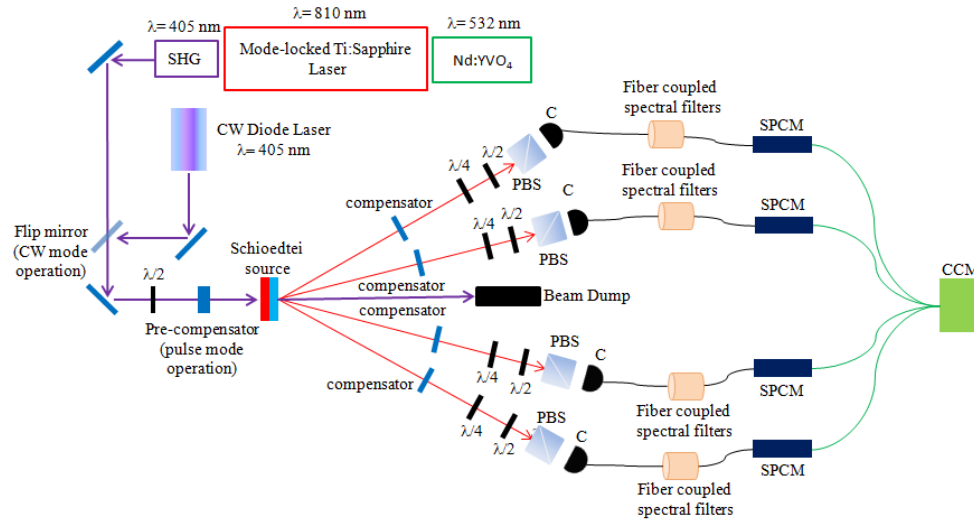 λ= 405 nm
λ= 810 nm
λ= 532 nm
SHG
Mode-locked Ti:Sapphire
Laser
Nd:YVO4
CW Diode Laser
λ= 405 nm
Flip mirror
(CW mode
operation)
λ/2
Pre-compensator
(pulse mode
operation)
Schioedtei
source
compensator
λ/4
λ/2
PBS
C
Fiber coupled
spectral filters
SPCM
compensator
λ/4
λ/2
PBS
C
Fiber coupled
spectral filters
SPCM
Beam Dump
CCM
compensator
λ/4
λ/2
PBS
C
Fiber coupled
spectral filters
SPCM
compensator
λ/4
λ/2
PBS
C
Fiber coupled
spectral filters
SPCM